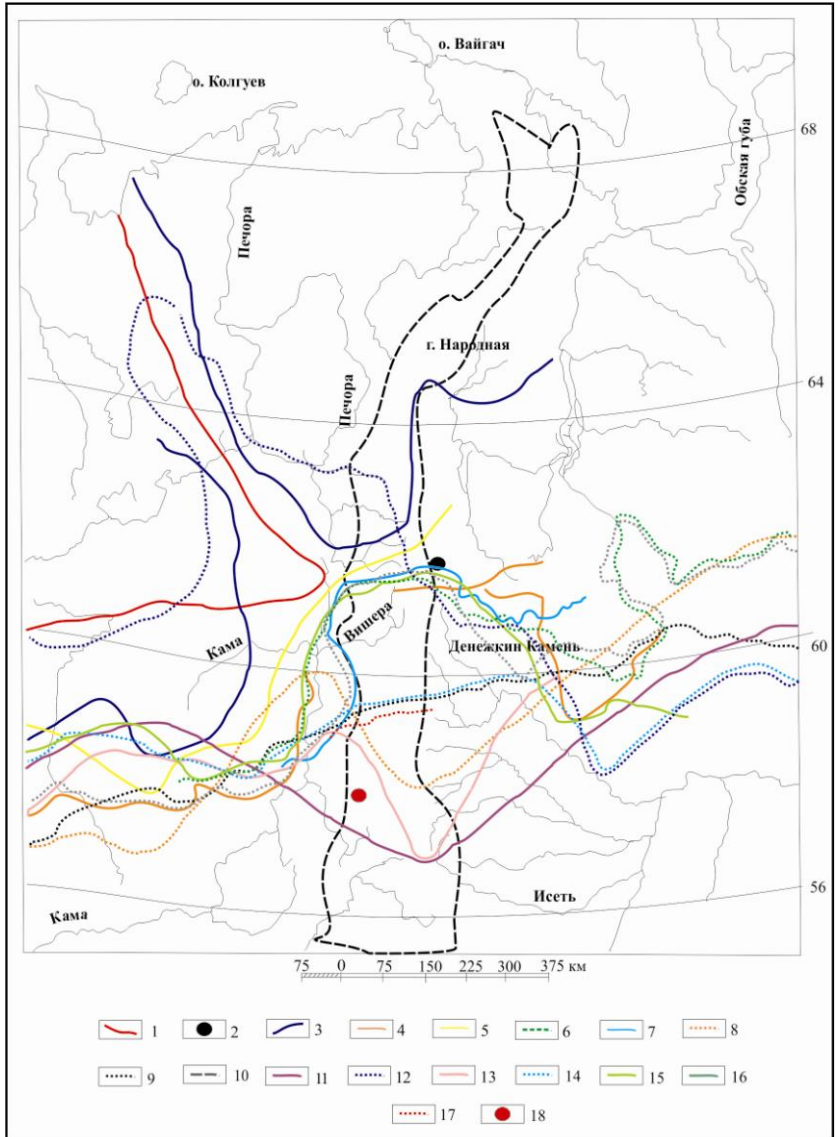 о. Вайгач
о. Колгуев
68
Обская губа
Печора
г. Народная
64
Печора
Вишера
Кама
Денежкин Камень
60
56
Исеть
Кама
75 0 75 150 225 300 375 км
1 2 3 4 5 6 7 8
9 10 11 12 13 14 15 16
17 18